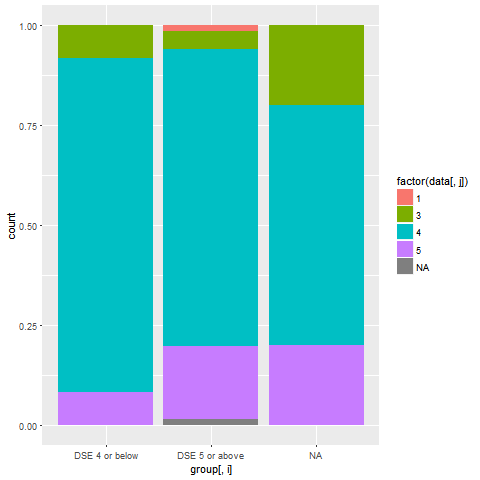 1.00
0.75
0.50
0.25
0.00
count
DSE 4 or below
DSE 5 or above
NA
group[, i]
factor(data[, j])
1
3
4
5
NA